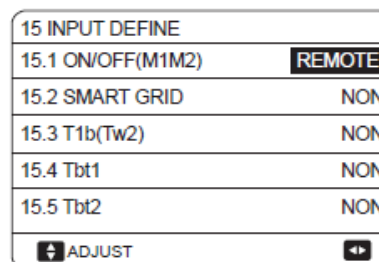 15 INPUT DEFINE
15.1 ON/OFF(M1M2) REMOTE
15.2 SMART GRID NON
15.3 T1b(Tw2) NON
15.4 Tbt1 NON
15.5 Tbt2 NON
ADJUST